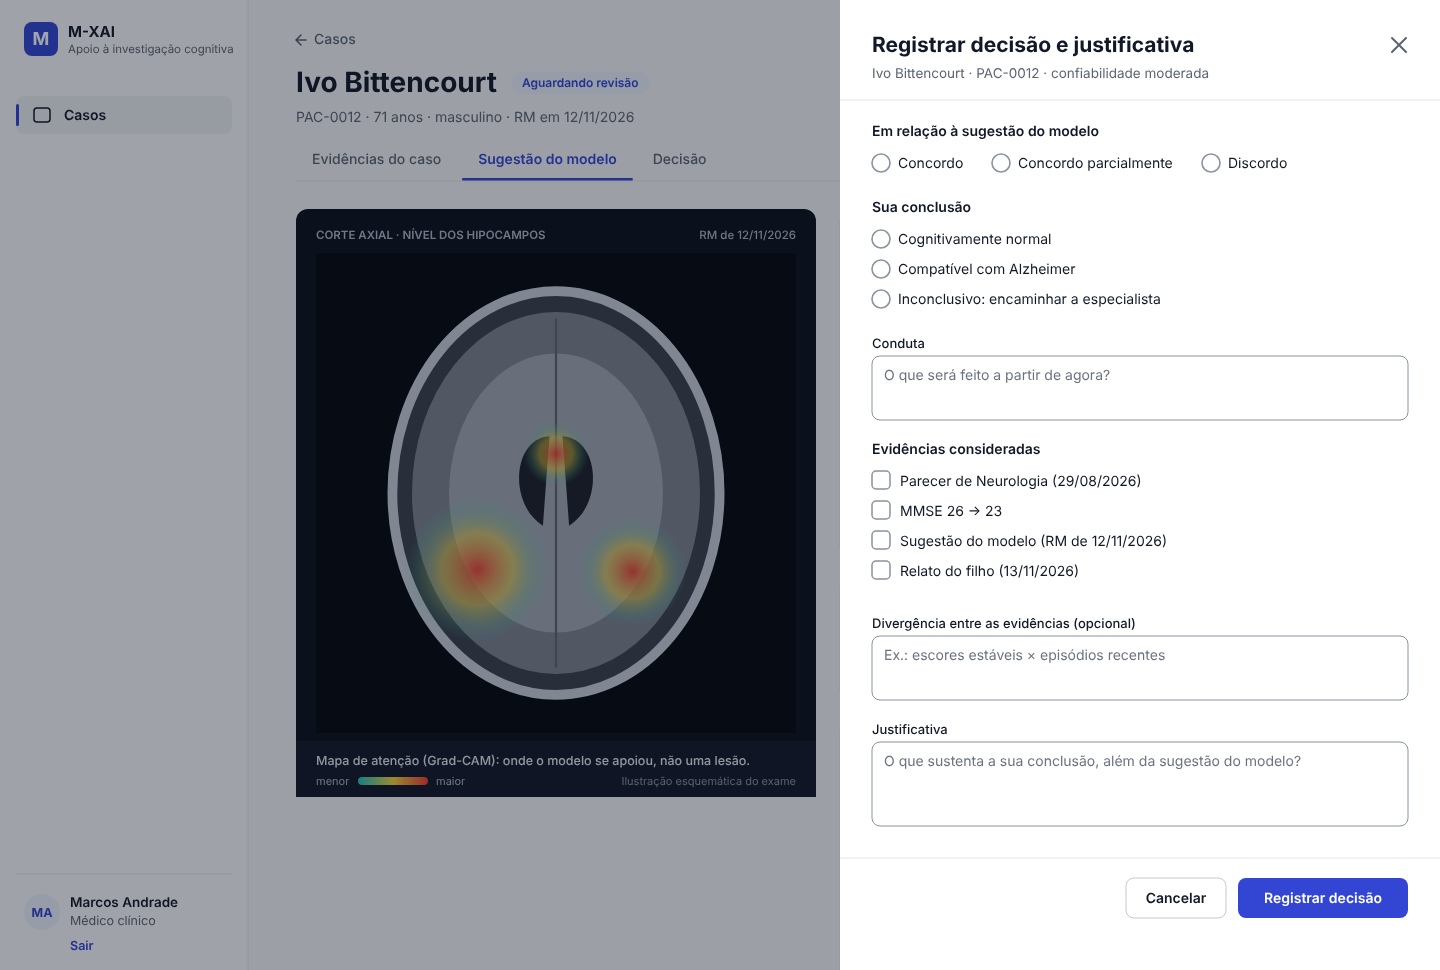 M
M-XAI
Apoio à investigação cognitiva
Casos
MA
Marcos Andrade
Médico clínico
Sair
← Casos
Ivo Bittencourt
Aguardando revisão
PAC-0012 · 71 anos · masculino · RM em 12/11/2026
Evidências do caso
Sugestão do modelo
Decisão
CORTE AXIAL · NÍVEL DOS HIPOCAMPOS
RM de 12/11/2026
Mapa de atenção (Grad-CAM): onde o modelo se apoiou, não uma lesão.
menor
maior
Ilustração esquemática do exame
Registrar decisão e justificativa
Ivo Bittencourt · PAC-0012 · confiabilidade moderada
Em relação à sugestão do modelo
Concordo
Concordo parcialmente
Discordo
Sua conclusão
Cognitivamente normal
Compatível com Alzheimer
Inconclusivo: encaminhar a especialista
Conduta
O que será feito a partir de agora?
Evidências consideradas
Parecer de Neurologia (29/08/2026)
MMSE 26 → 23
Sugestão do modelo (RM de 12/11/2026)
Relato do filho (13/11/2026)
Divergência entre as evidências (opcional)
Ex.: escores estáveis × episódios recentes
Justificativa
O que sustenta a sua conclusão, além da sugestão do modelo?
Cancelar
Registrar decisão